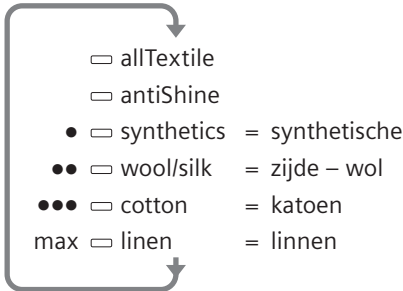 allTextile
antiShine
• synthetics = synthetische
•• wool/silk = zijde – wol
••• cotton = katoen
max linen = linnen